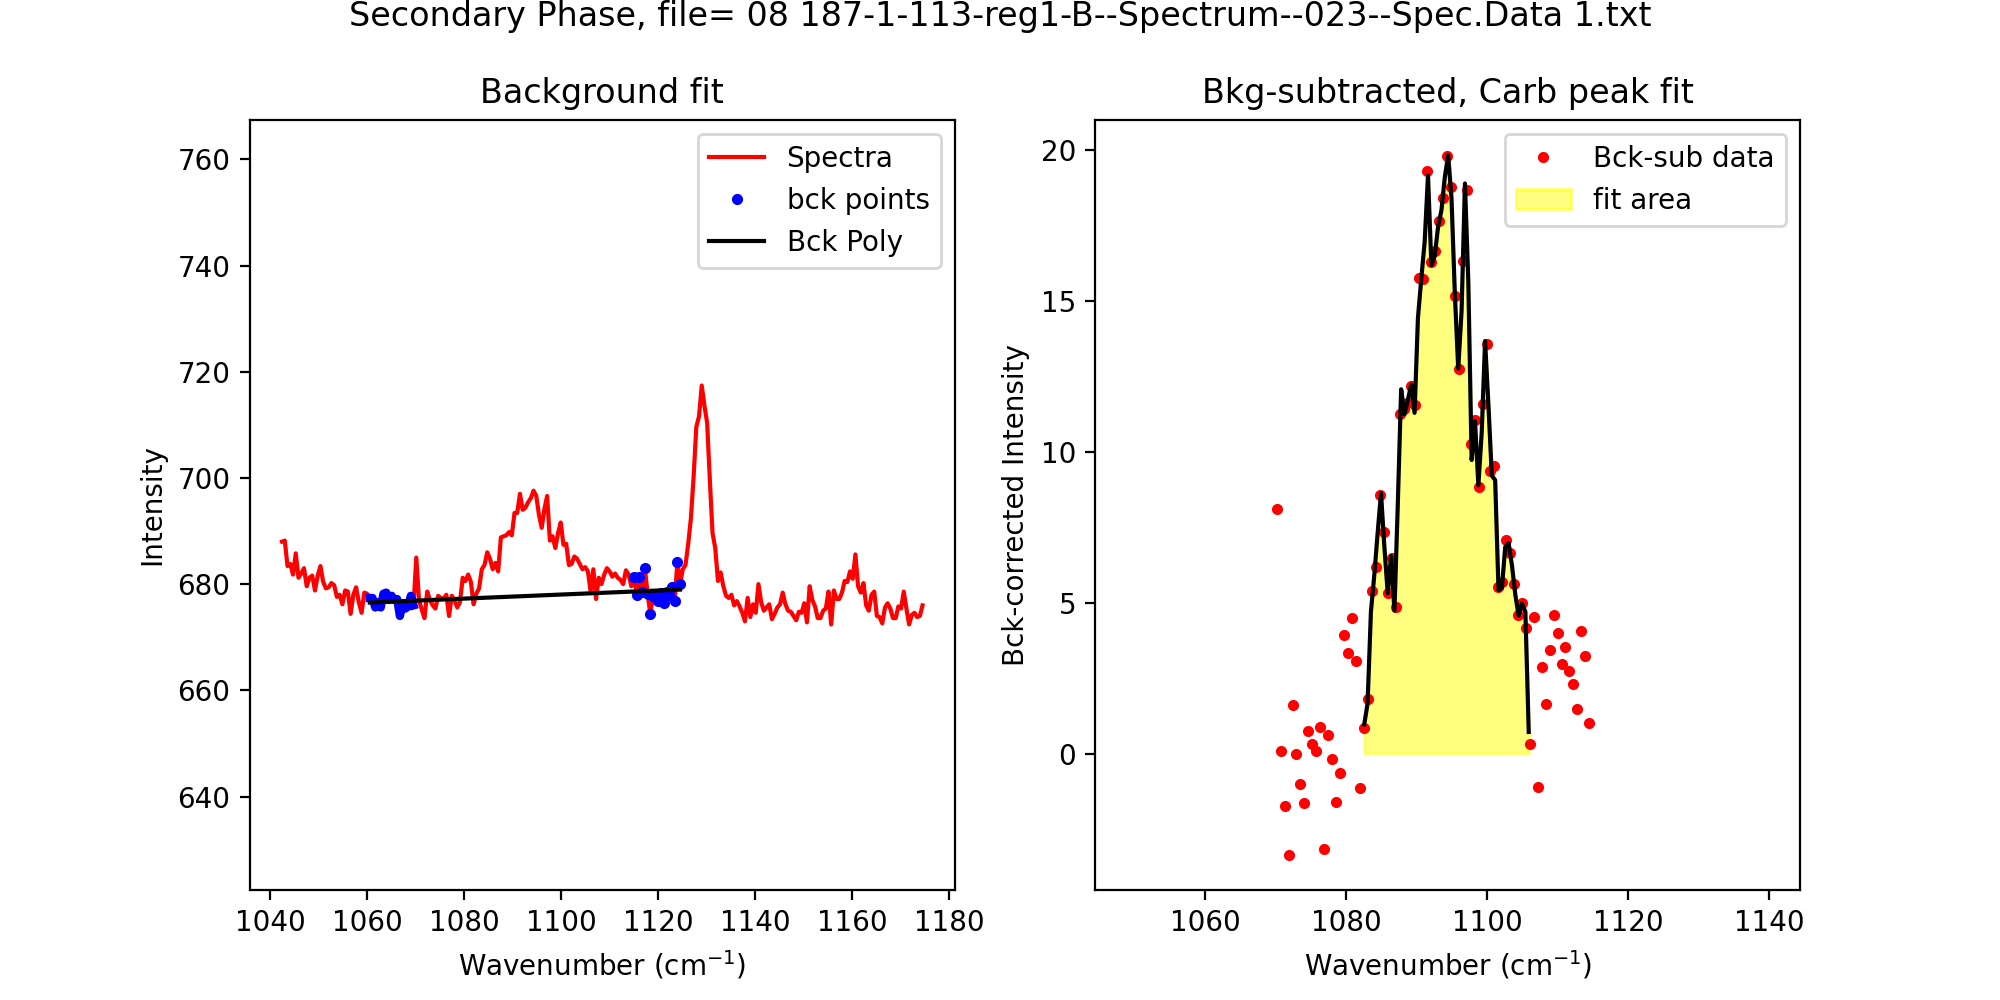 Secondary Phase, file= 08 187-1-113-reg1-B--Spectrum--023--Spec.Data 1.txt
Background fit
760
740
720
700
680
660
640
Intensity
Spectra
bck points
Bck Poly
1040 1060 1080 1100 1120 1140 1160 1180
Wavenumber (cm⁻¹)
Bkg-subtracted, Carb peak fit
20
15
10
5
0
Bck-corrected Intensity
Bck-sub data
fit area
1060 1080 1100 1120 1140
Wavenumber (cm⁻¹)